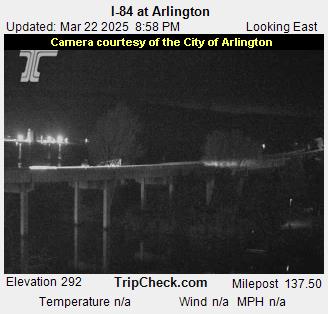 I-84 at Arlington
Updated: Mar 22 2025 8:58 PM Looking East
Camera courtesy of the City of Arlington
Elevation 292 TripCheck.com Milepost 137.50
Temperature n/a Wind n/a MPH n/a